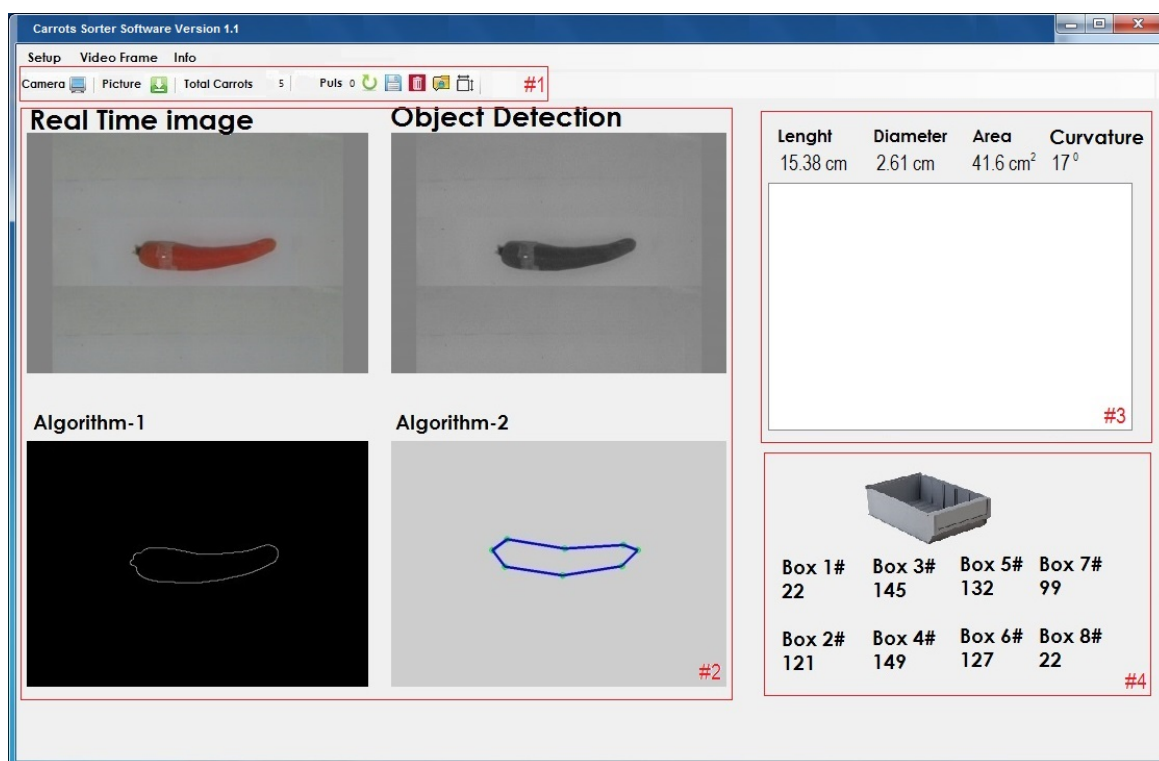 Carrots Sorter Software Version 1.1
Setup Video Frame Info
Camera Picture Total Carrots 5 Puls 0 #1
Real Time image Object Detection
Algorithm-1 Algorithm-2
#2
Lenght Diameter Area Curvature
15.38 cm 2.61 cm 41.6 cm² 17⁰
#3
Box 1# Box 3# Box 5# Box 7#
22 145 132 99
Box 2# Box 4# Box 6# Box 8#
121 149 127 22
#4